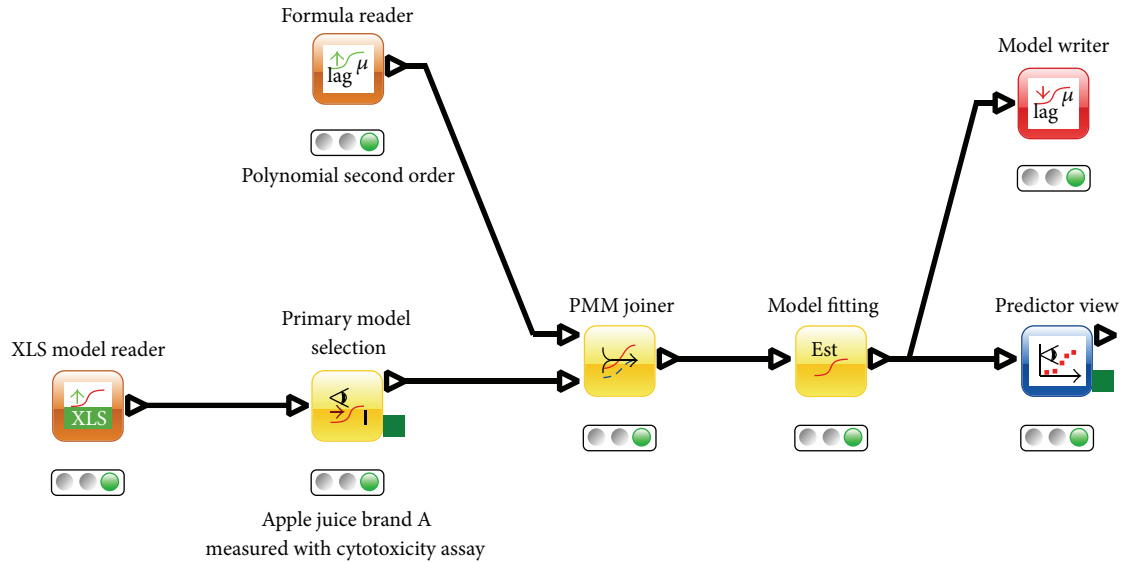 Formula reader
lag μ
Polynomial second order
Model writer
lag μ
XLS model reader
XLS
Primary model
selection
Apple juice brand A
measured with cytotoxicity assay
PMM joiner
Model fitting
Est
Predictor view